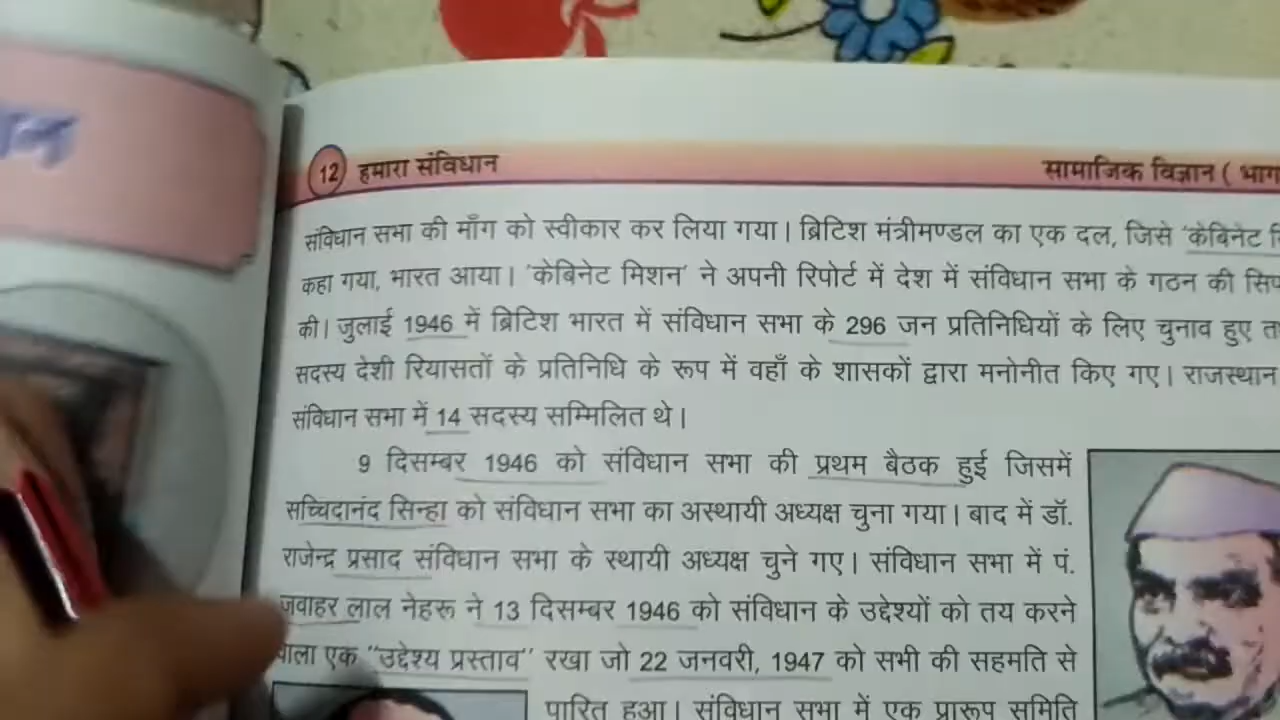 12 हमारा संविधान
सामाजिक विज्ञान ( भाग
संविधान सभा की माँग को स्वीकार कर लिया गया। ब्रिटिश मंत्रीमण्डल का एक दल, जिसे 'केबिनेट
कहा गया, भारत आया। 'केबिनेट मिशन' ने अपनी रिपोर्ट में देश में संविधान सभा के गठन की
की। जुलाई 1946 में ब्रिटिश भारत में संविधान सभा के 296 जन प्रतिनिधियों के लिए चुनाव हुए
सदस्य देशी रियासतों के प्रतिनिधि के रूप में वहाँ के शासकों द्वारा मनोनीत किए गए। राजस्थान
संविधान सभा में 14 सदस्य सम्मिलित थे।
9 दिसम्बर 1946 को संविधान सभा की प्रथम बैठक हुई जिसमें
सच्चिदानंद सिन्हा को संविधान सभा का अस्थायी अध्यक्ष चुना गया। बाद में डॉ.
राजेन्द्र प्रसाद संविधान सभा के स्थायी अध्यक्ष चुने गए। संविधान सभा में पं.
जवाहर लाल नेहरू ने 13 दिसम्बर 1946 को संविधान के उद्देश्यों को तय करने
वाला एक "उद्देश्य प्रस्ताव" रखा जो 22 जनवरी, 1947 को सभी की सहमति से
पारित हुआ। संविधान सभा में एक प्रारूप समिति